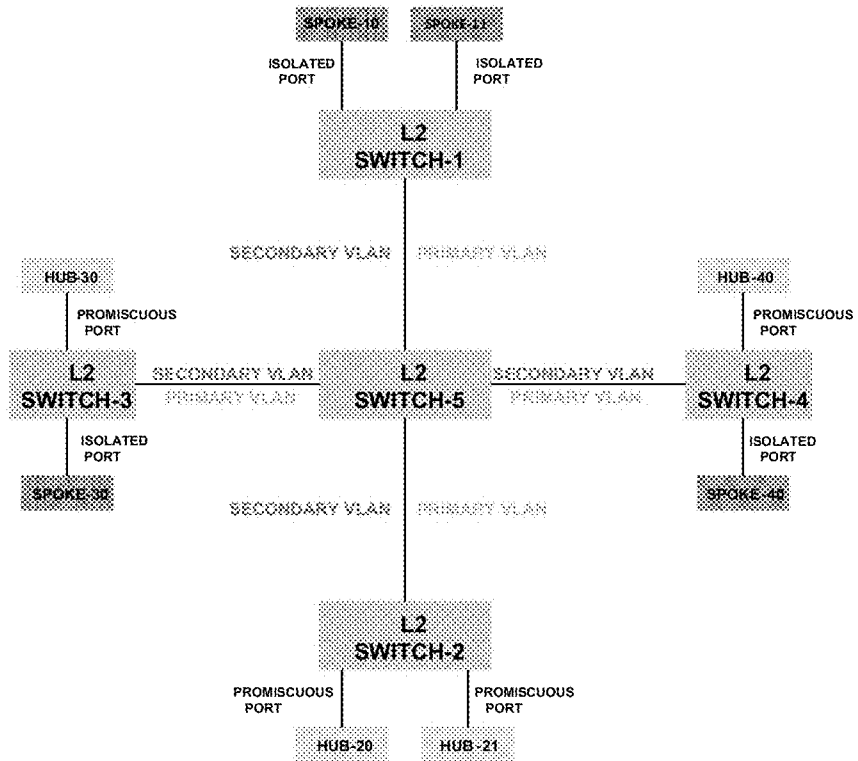 SPOKE-10
SPOKE-11
ISOLATED
PORT
ISOLATED
PORT
L2
SWITCH-1
SECONDARY VLAN
PRIMARY VLAN
HUB-30
HUB-40
PROMISCUOUS
PORT
PROMISCUOUS
PORT
L2
SWITCH-3
SECONDARY VLAN
PRIMARY VLAN
L2
SWITCH-5
SECONDARY VLAN
PRIMARY VLAN
L2
SWITCH-4
ISOLATED
PORT
ISOLATED
PORT
SPOKE-30
SPOKE-40
SECONDARY VLAN
PRIMARY VLAN
L2
SWITCH-2
PROMISCUOUS
PORT
PROMISCUOUS
PORT
HUB-20
HUB-21